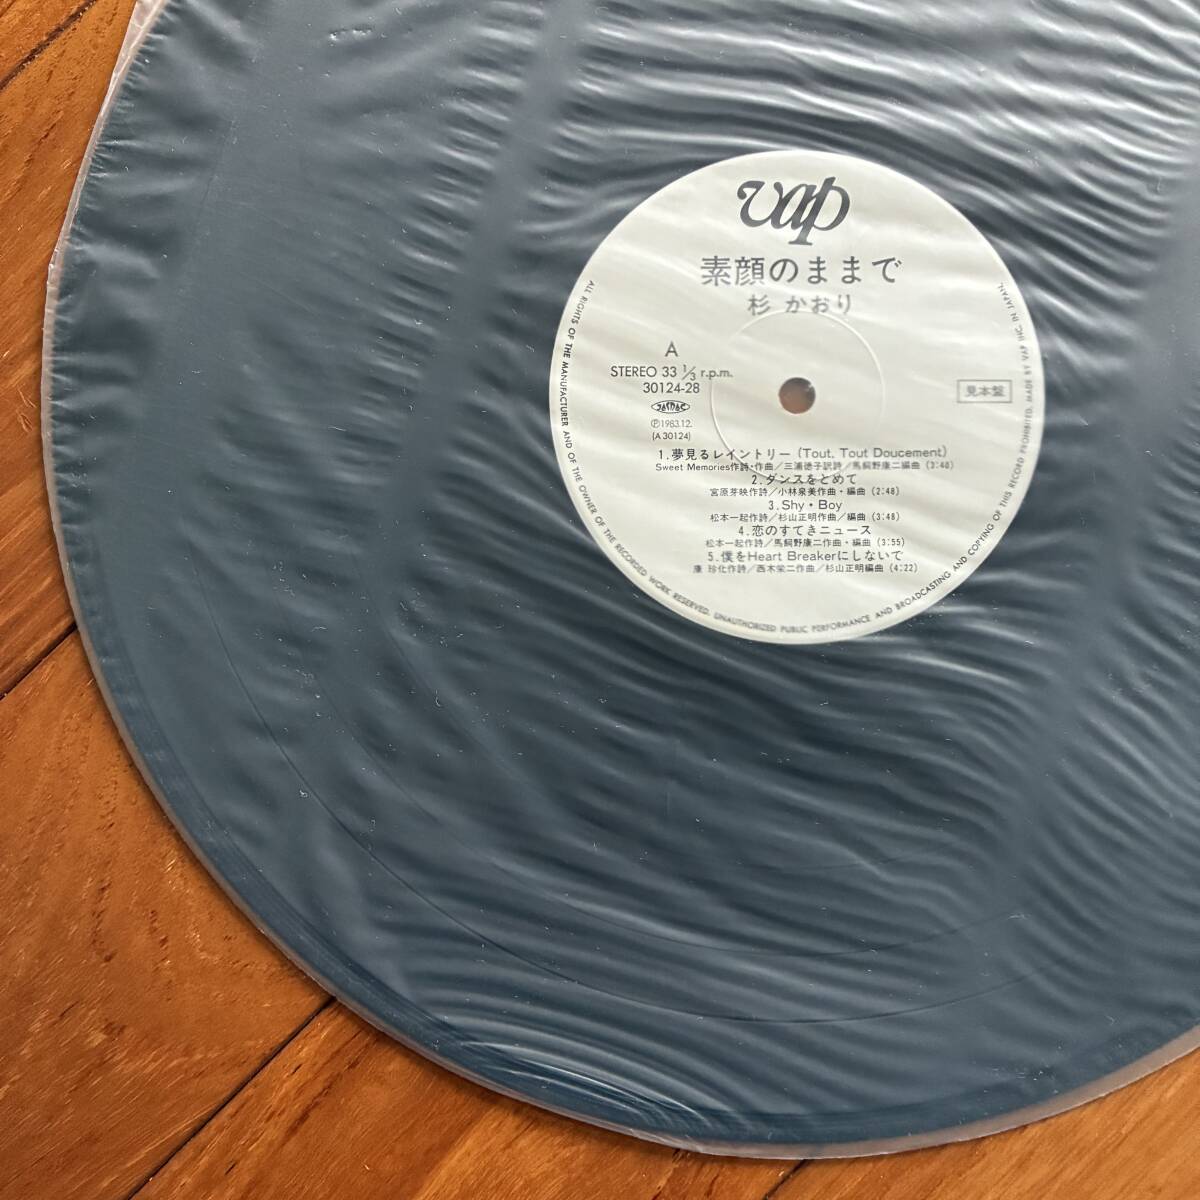 vap
素顔のままで
杉 かおり
A
STEREO 33 1/3 r.p.m.
30124-28
JASRAC
Ⓟ1983.12.
(A 30124)
見本盤
1.夢見るレイントリー (Tout, Tout Doucement)
Sweet Memories作詩・作曲／三浦徳子訳詩／馬飼野康二編曲 (3:40)
2.ダンスをとめて
宮原芽映作詩／小林泉美作曲・編曲 (2:48)
3.Shy・Boy
松本一起作詩／杉山正明作曲／編曲 (3:48)
4.恋のすてきニュース
松本一起作詩／馬飼野康二作曲・編曲 (3:55)
5.僕をHeart Breakerにしないで
康 珍化作詩／西木栄二作曲／杉山正明編曲 (4:22)
ALL RIGHTS OF THE MANUFACTURER AND OF THE OWNER OF THE RECORDED WORK RESERVED. UNAUTHORIZED PUBLIC PERFORMANCE AND BROADCASTING AND COPYING OF THIS RECORD PROHIBITED. MADE BY VAP INC. IN JAPAN.